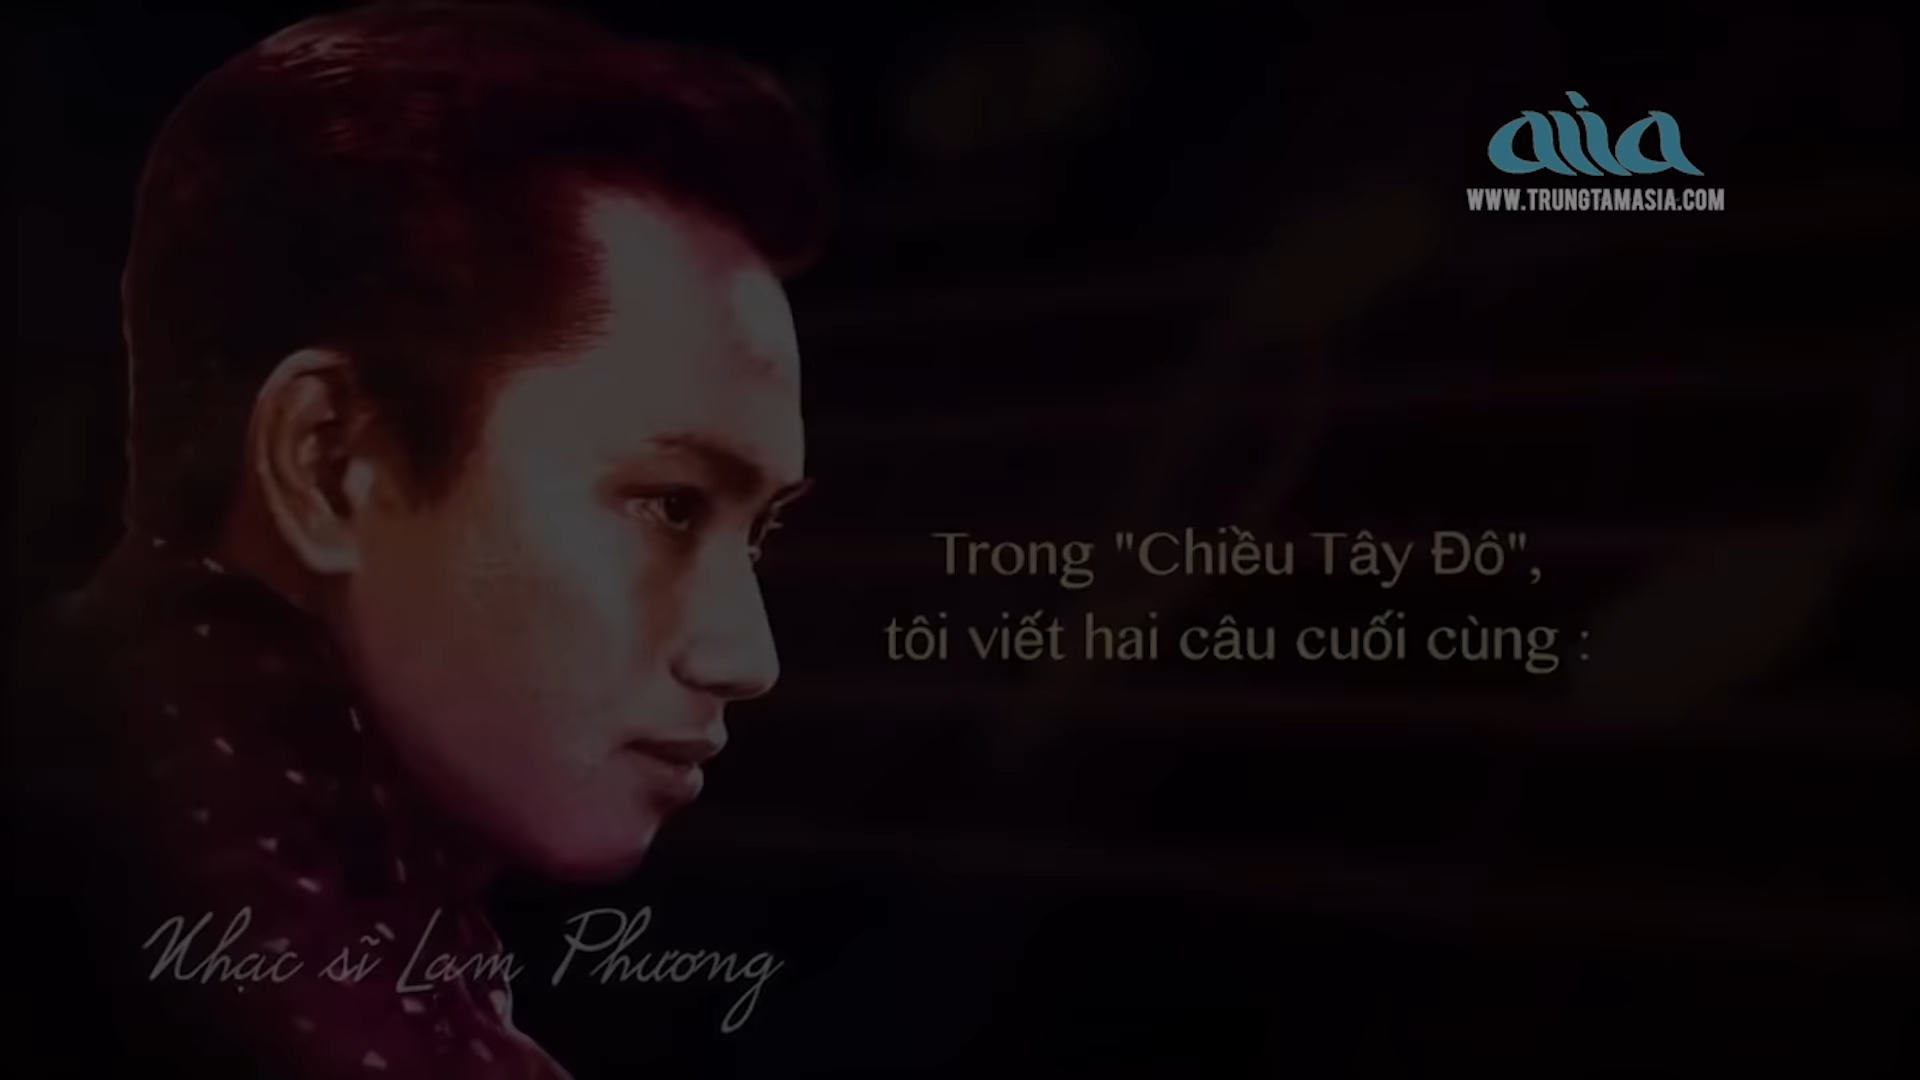 asia
WWW.TRUNGTAMASIA.COM
Trong "Chiều Tây Đô",
tôi viết hai câu cuối cùng :
Nhạc sĩ Lam Phương